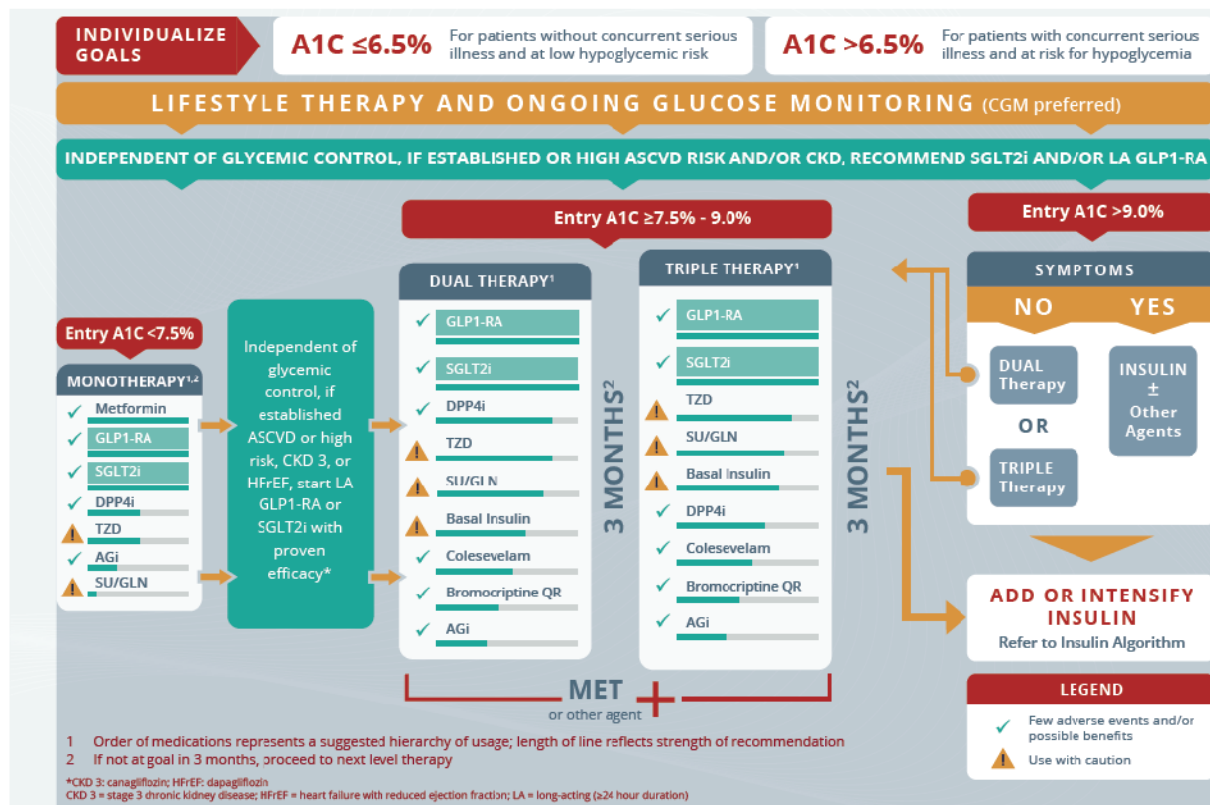 INDIVIDUALIZE
GOALS
A1C ≤6.5%
For patients without concurrent serious
illness and at low hypoglycemic risk
A1C >6.5%
For patients with concurrent serious
illness and at risk for hypoglycemia
LIFESTYLE THERAPY AND ONGOING GLUCOSE MONITORING (CGM preferred)
INDEPENDENT OF GLYCEMIC CONTROL, IF ESTABLISHED OR HIGH ASCVD RISK AND/OR CKD, RECOMMEND SGLT2i AND/OR LA GLP1-RA
Entry A1C <7.5%
MONOTHERAPY1,2
Metformin
GLP1-RA
SGLT2i
DPP4i
TZD
AGi
SU/GLN
Independent of
glycemic
control, if
established
ASCVD or high
risk, CKD 3, or
HFrEF, start LA
GLP1-RA or
SGLT2i with
proven
efficacy*
Entry A1C ≥7.5% - 9.0%
DUAL THERAPY1
GLP1-RA
SGLT2i
DPP4i
TZD
SU/GLN
Basal Insulin
Colesevelam
Bromocriptine QR
AGi
3 MONTHS2
TRIPLE THERAPY1
GLP1-RA
SGLT2i
TZD
SU/GLN
Basal Insulin
DPP4i
Colesevelam
Bromocriptine QR
AGi
3 MONTHS2
MET
or other agent
Entry A1C >9.0%
SYMPTOMS
NO
YES
DUAL
Therapy
OR
TRIPLE
Therapy
INSULIN
±
Other
Agents
ADD OR INTENSIFY
INSULIN
Refer to Insulin Algorithm
LEGEND
Few adverse events and/or
possible benefits
Use with caution
1 Order of medications represents a suggested hierarchy of usage; length of line reflects strength of recommendation
2 If not at goal in 3 months, proceed to next level therapy
*CKD 3: canagliflozin; HFrEF: dapagliflozin
CKD 3 = stage 3 chronic kidney disease; HFrEF = heart failure with reduced ejection fraction; LA = long-acting (≥24 hour duration)